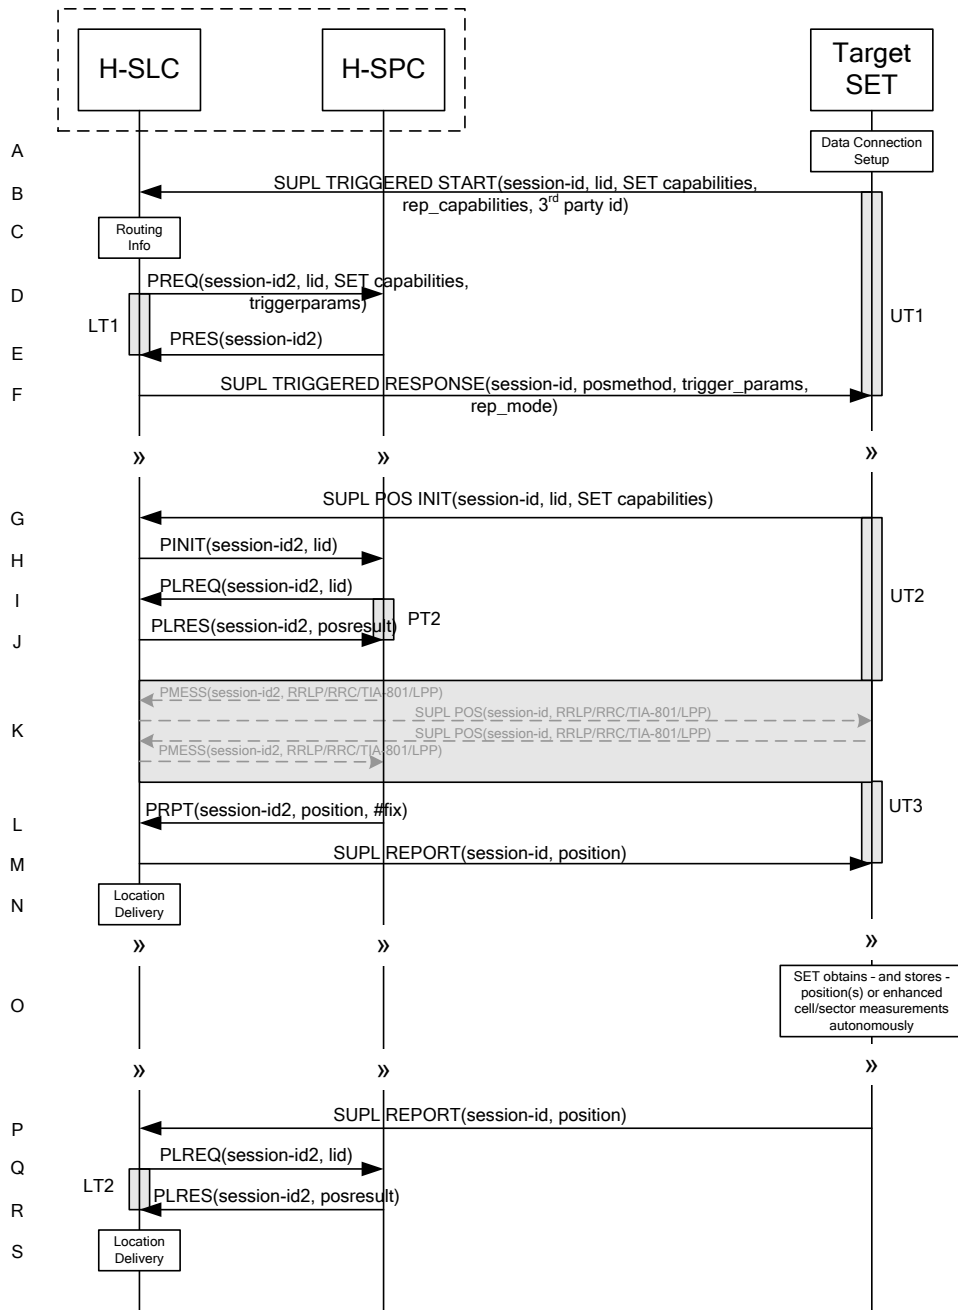 H-SLC
H-SPC
Target
SET
A
Data Connection
Setup
B
SUPL TRIGGERED START(session-id, lid, SET capabilities,
rep_capabilities, 3rd party id)
C
Routing
Info
D
PREQ(session-id2, lid, SET capabilities,
triggerparams)
LT1
UT1
E
PRES(session-id2)
F
SUPL TRIGGERED RESPONSE(session-id, posmethod, trigger_params,
rep_mode)
»
»
»
G
SUPL POS INIT(session-id, lid, SET capabilities)
H
PINIT(session-id2, lid)
I
PLREQ(session-id2, lid)
UT2
PT2
J
PLRES(session-id2, posresult)
K
PMESS(session-id2, RRLP/RRC/TIA-801/LPP)
SUPL POS(session-id, RRLP/RRC/TIA-801/LPP)
SUPL POS(session-id, RRLP/RRC/TIA-801/LPP)
PMESS(session-id2, RRLP/RRC/TIA-801/LPP)
UT3
L
PRPT(session-id2, position, #fix)
M
SUPL REPORT(session-id, position)
N
Location
Delivery
»
»
»
O
SET obtains - and stores -
position(s) or enhanced
cell/sector measurements
autonomously
»
»
»
P
SUPL REPORT(session-id, position)
Q
PLREQ(session-id2, lid)
LT2
R
PLRES(session-id2, posresult)
S
Location
Delivery